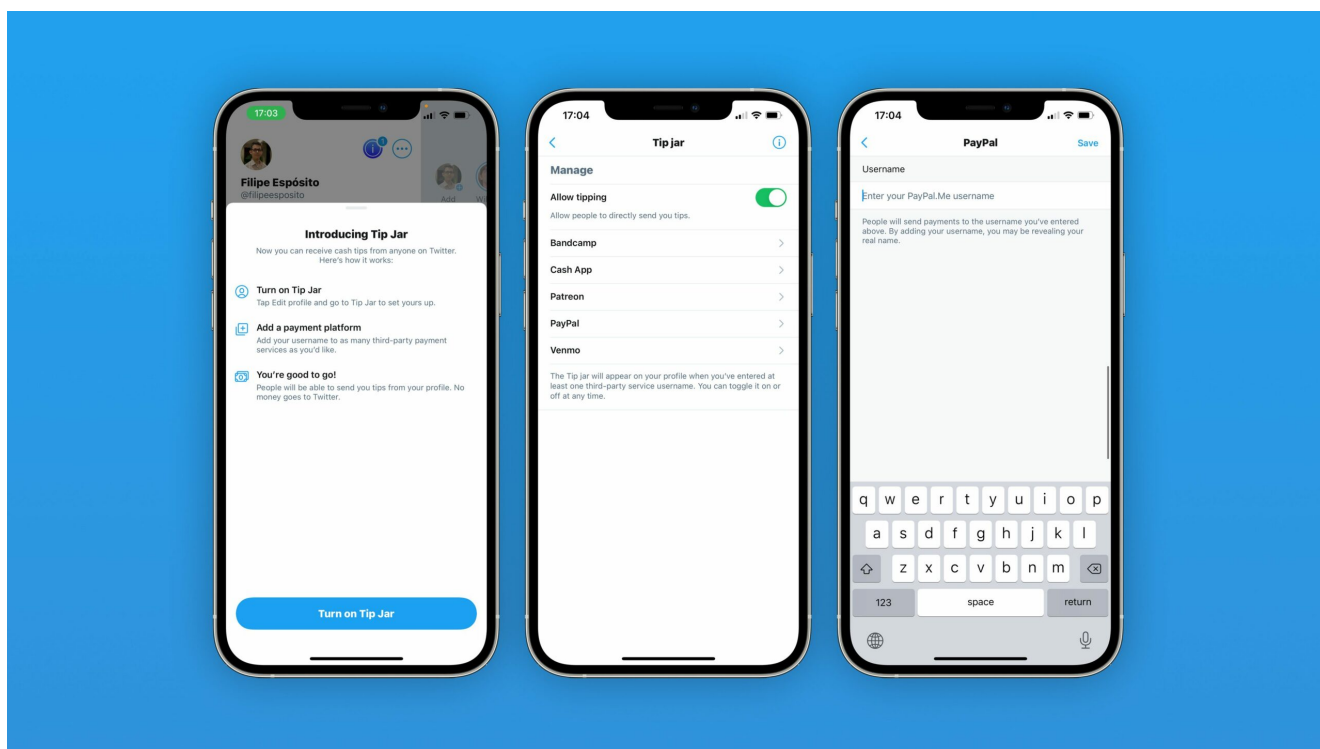 17:03
Filipe Espósito
@filipeesposito
Add
Introducing Tip Jar
Now you can receive cash tips from anyone on Twitter.
Here's how it works:
Turn on Tip Jar
Tap Edit profile and go to Tip Jar to set yours up.
Add a payment platform
Add your username to as many third-party payment
services as you'd like.
You're good to go!
People will be able to send you tips from your profile. No
money goes to Twitter.
Turn on Tip Jar
17:04
Tip jar
Manage
Allow tipping
Allow people to directly send you tips.
Bandcamp
Cash App
Patreon
PayPal
Venmo
The Tip jar will appear on your profile when you've entered at
least one third-party service username. You can toggle it on or
off at any time.
17:04
PayPal Save
Username
Enter your PayPal.Me username
People will send payments to the username you've entered
above. By adding your username, you may be revealing your
real name.
q w e r t y u i o p
a s d f g h j k l
z x c v b n m
123 space return